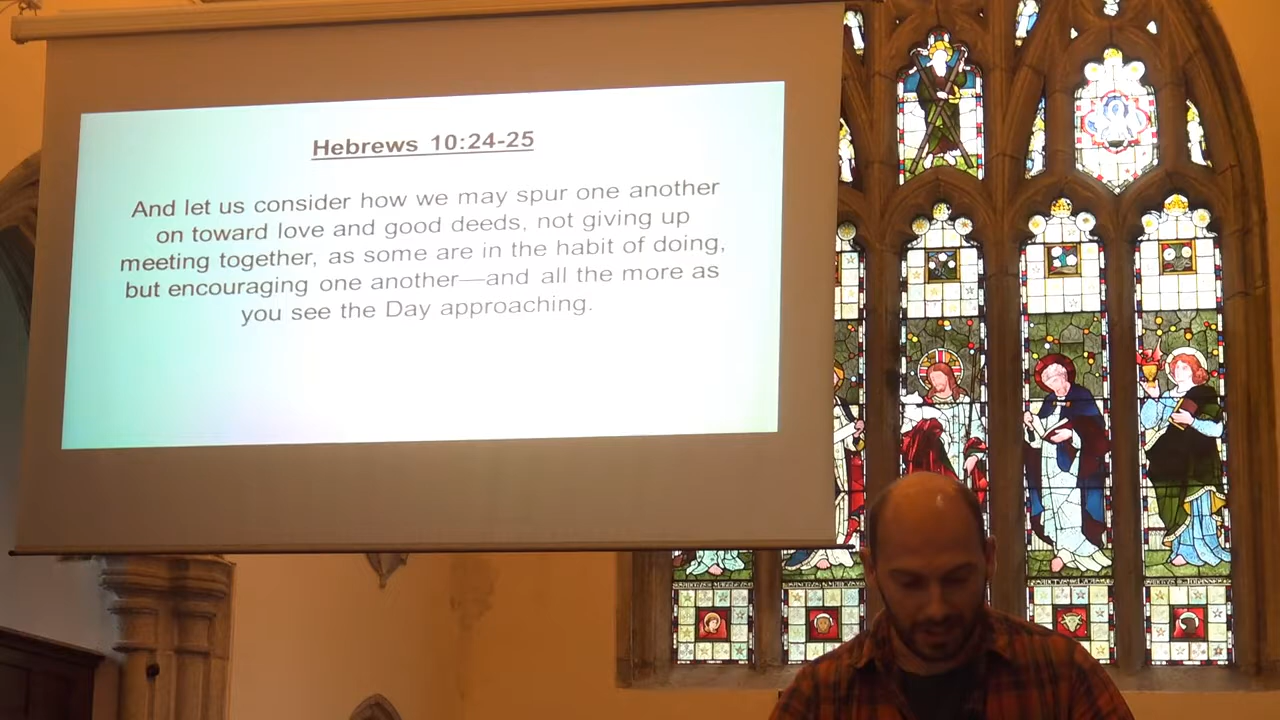 Hebrews 10:24-25
And let us consider how we may spur one another
on toward love and good deeds, not giving up
meeting together, as some are in the habit of doing,
but encouraging one another—and all the more as
you see the Day approaching.